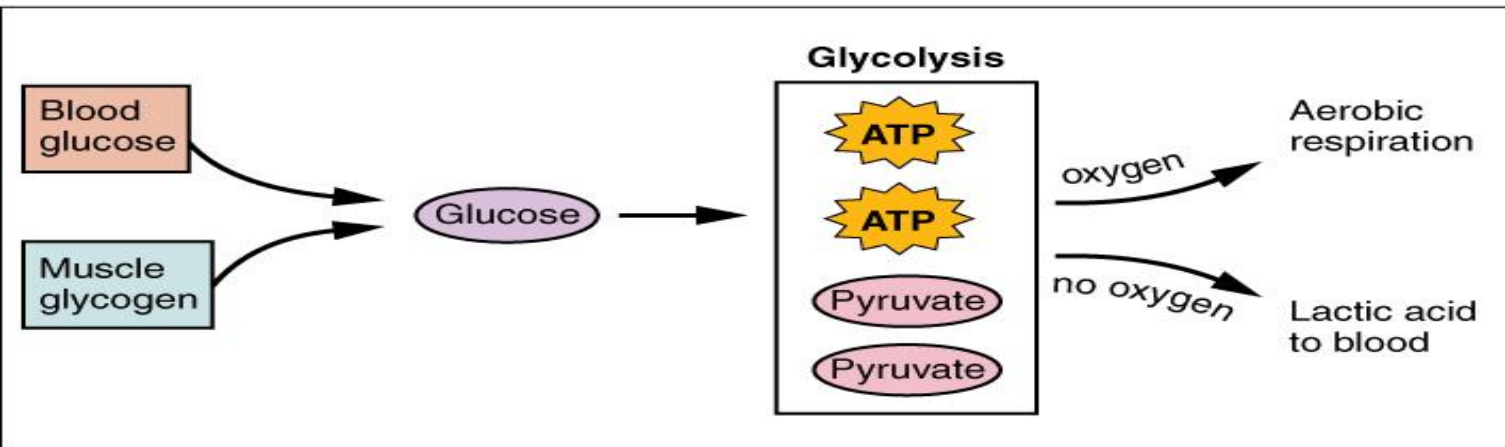 Blood
glucose
Muscle
glycogen
Glucose
Glycolysis
ATP
ATP
Pyruvate
Pyruvate
oxygen
no oxygen
Aerobic
respiration
Lactic acid
to blood